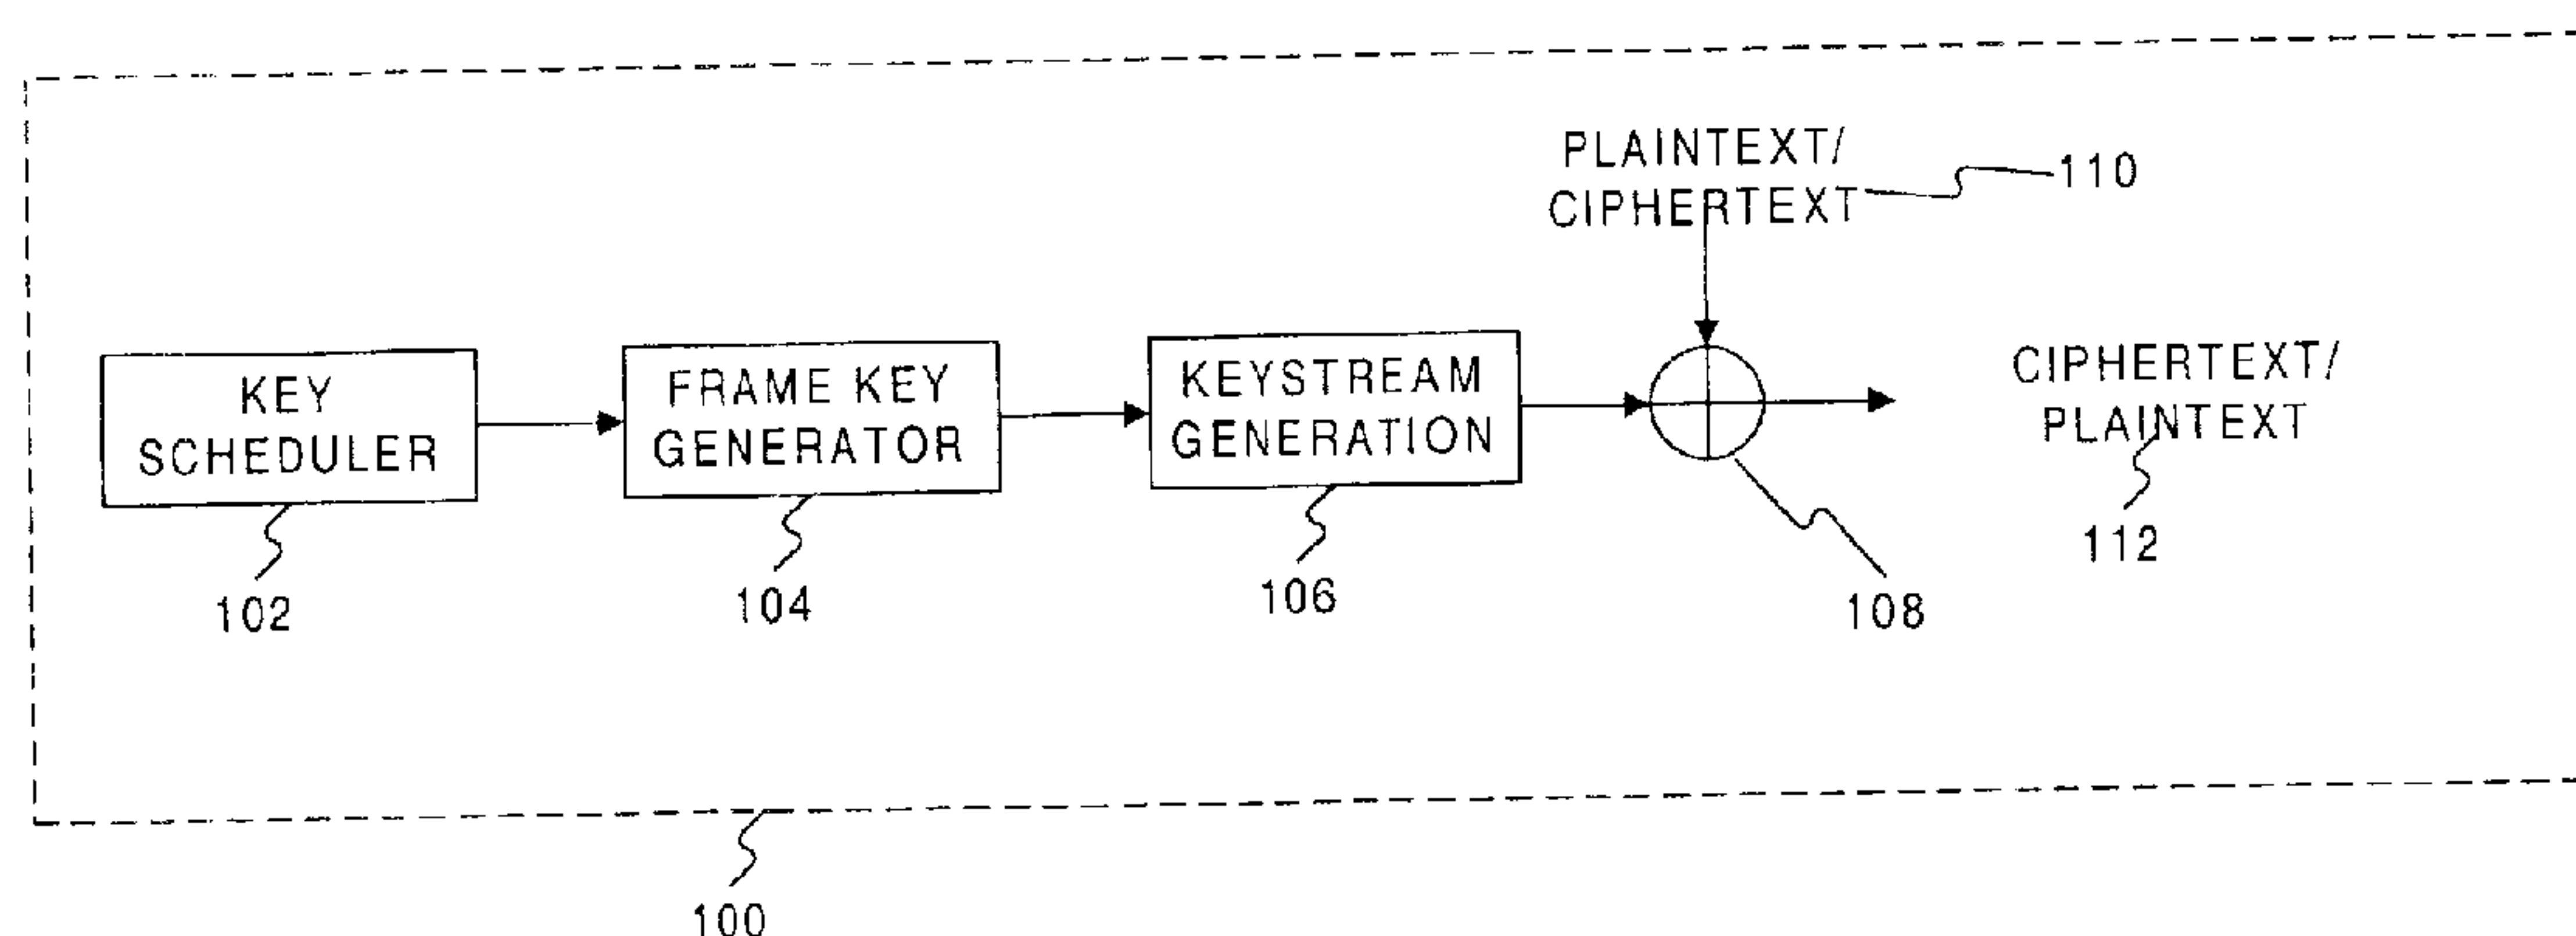 PLAINTEXT/
CIPHERTEXT
110
KEY
SCHEDULER
102
FRAME KEY
GENERATOR
104
KEYSTREAM
GENERATION
106
108
CIPHERTEXT/
PLAINTEXT
112
100